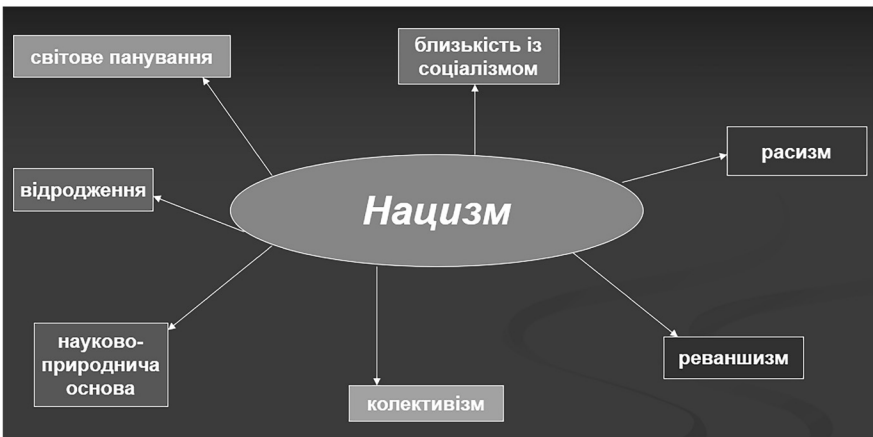 світове панування
близькість із
соціалізмом
расизм
відродження
Нацизм
науково-
природнича
основа
колективізм
реваншизм